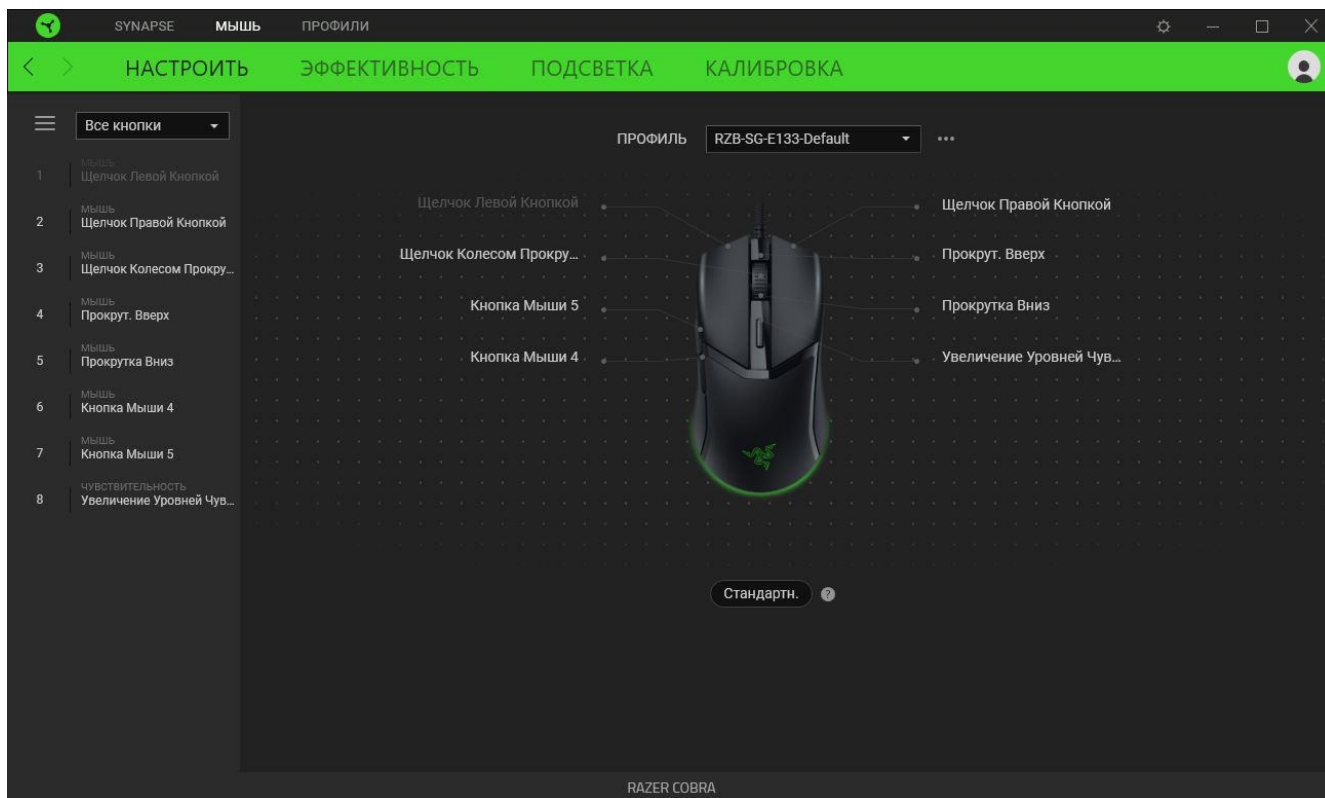 SYNAPSE МЫШЬ ПРОФИЛИ
НАСТРОИТЬ ЭФФЕКТИВНОСТЬ ПОДСВЕТКА КАЛИБРОВКА
Все кнопки
ПРОФИЛЬ RZB-SG-E133-Default
МЫШЬ
1 Щелчок Левой Кнопкой
МЫШЬ
2 Щелчок Правой Кнопкой
МЫШЬ
3 Щелчок Колесом Прокру...
МЫШЬ
4 Прокрут. Вверх
МЫШЬ
5 Прокрутка Вниз
МЫШЬ
6 Кнопка Мыши 4
МЫШЬ
7 Кнопка Мыши 5
ЧУВСТВИТЕЛЬНОСТЬ
8 Увеличение Уровней Чув...
Щелчок Левой Кнопкой
Щелчок Колесом Прокру...
Кнопка Мыши 5
Кнопка Мыши 4
Щелчок Правой Кнопкой
Прокрут. Вверх
Прокрутка Вниз
Увеличение Уровней Чув...
Стандартн. ?
RAZER COBRA